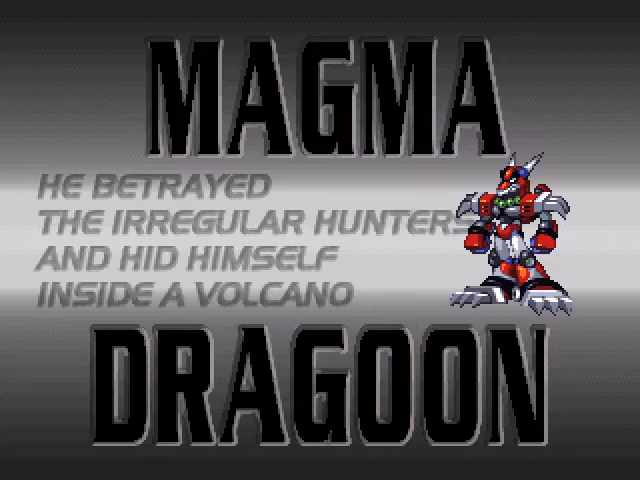 MAGMA
HE BETRAYED
THE IRREGULAR HUNTERS
AND HID HIMSELF
INSIDE A VOLCANO
DRAGOON